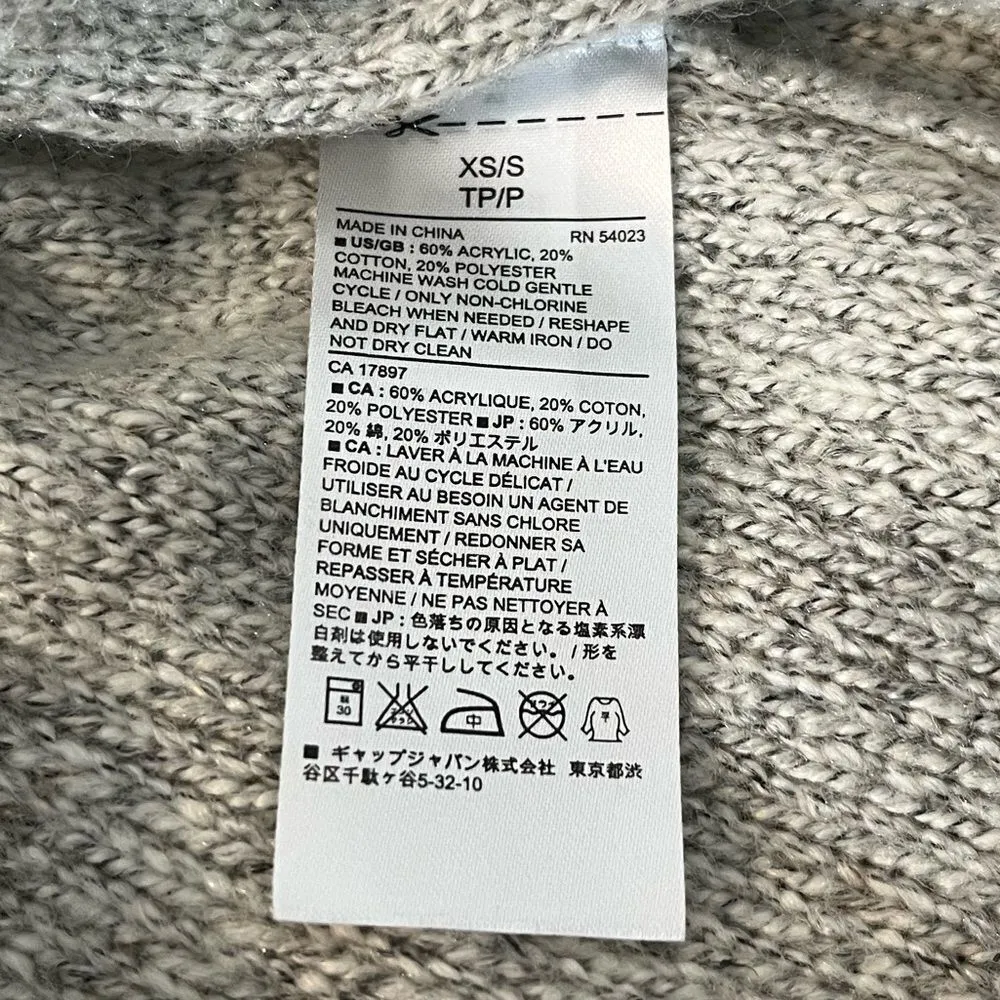 XS/S
TP/P
MADE IN CHINA RN 54023
■ US/GB : 60% ACRYLIC, 20%
COTTON, 20% POLYESTER
MACHINE WASH COLD GENTLE
CYCLE / ONLY NON-CHLORINE
BLEACH WHEN NEEDED / RESHAPE
AND DRY FLAT / WARM IRON / DO
NOT DRY CLEAN
CA 17897
■ CA : 60% ACRYLIQUE, 20% COTON,
20% POLYESTER ■ JP : 60% アクリル,
20% 綿, 20% ポリエステル
■ CA : LAVER À LA MACHINE À L'EAU
FROIDE AU CYCLE DÉLICAT /
UTILISER AU BESOIN UN AGENT DE
BLANCHIMENT SANS CHLORE
UNIQUEMENT / REDONNER SA
FORME ET SÉCHER À PLAT /
REPASSER À TEMPÉRATURE
MOYENNE / NE PAS NETTOYER À
SEC ■ JP : 色落ちの原因となる塩素系漂
白剤は使用しないでください。 / 形を
整えてから平干ししてください。
30 中 平
■ ギャップジャパン株式会社 東京都渋
谷区千駄ヶ谷5-32-10